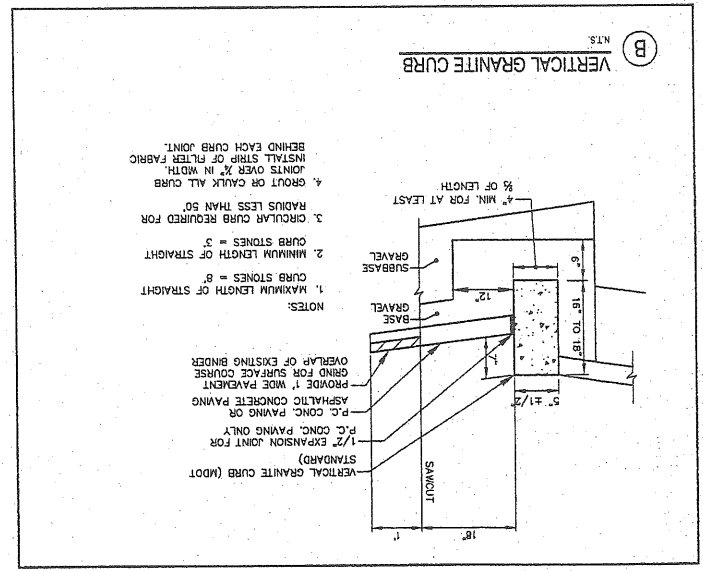 18"
1'
SAWCUT
VERTICAL GRANITE CURB (MDOT
STANDARD)
1/2" EXPANSION JOINT FOR
P.C. CONC. PAVING ONLY
P.C. CONC. PAVING OR
ASPHALTIC CONCRETE PAVING
PROVIDE 1' WIDE PAVEMENT
GRIND FOR SURFACE COURSE
OVERLAP OF EXISTING BINDER
5" ±1/2"
7"
16" TO 18"
12"
6"
BASE
GRAVEL
SUBBASE
GRAVEL
4" MIN. FOR AT LEAST
⅔ OF LENGTH
NOTES:
1. MAXIMUM LENGTH OF STRAIGHT
CURB STONES = 8'
2. MINIMUM LENGTH OF STRAIGHT
CURB STONES = 3'
3. CIRCULAR CURB REQUIRED FOR
RADIUS LESS THAN 50'
4. GROUT OR CAULK ALL CURB
JOINTS OVER ¼" IN WIDTH.
INSTALL STRIP OF FILTER FABRIC
BEHIND EACH CURB JOINT.
B
VERTICAL GRANITE CURB
N.T.S.